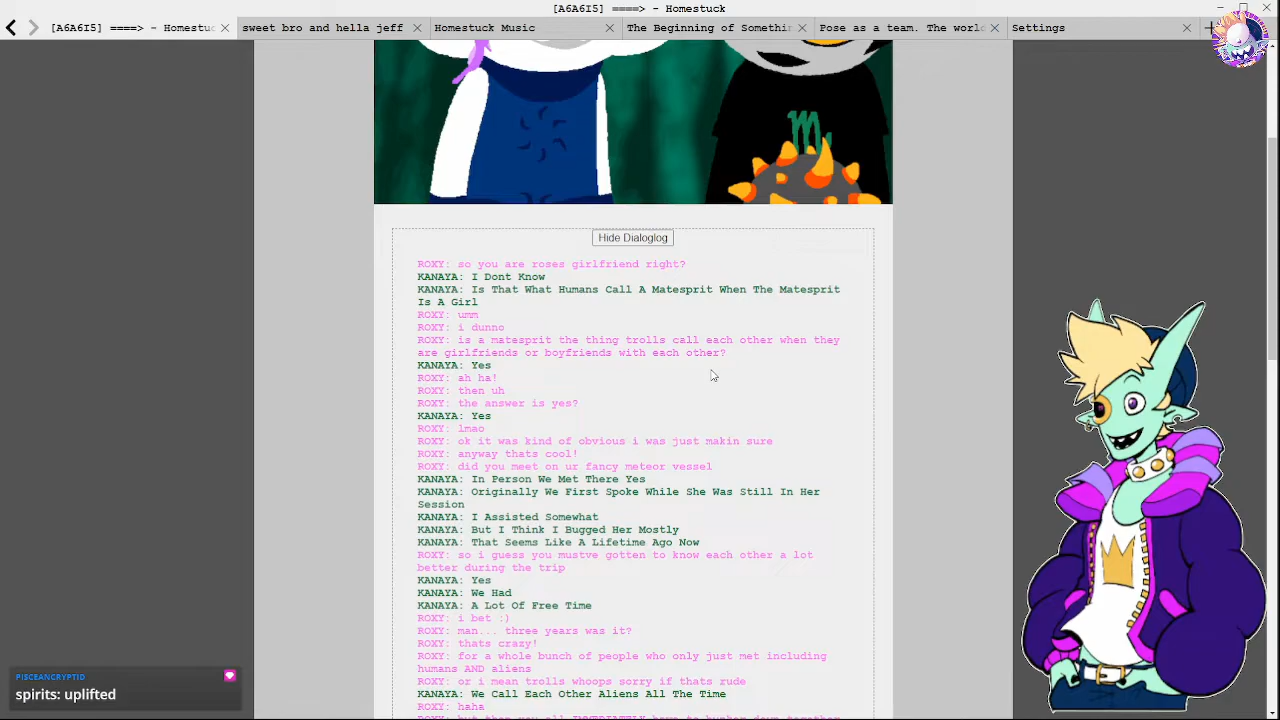 [A6A6I5] ====> - Homestuck
[A6A6I5] ====> - Homestuc
sweet bro and hella jeff
Homestuck Music
The Beginning of Somethin
Pose as a team. The world
Settings
Hide Dialoglog
ROXY: so you are roses girlfriend right?
KANAYA: I Dont Know
KANAYA: Is That What Humans Call A Matesprit When The Matesprit
Is A Girl
ROXY: umm
ROXY: i dunno
ROXY: is a matesprit the thing trolls call each other when they
are girlfriends or boyfriends with each other?
KANAYA: Yes
ROXY: ah ha!
ROXY: then uh
ROXY: the answer is yes?
KANAYA: Yes
ROXY: lmao
ROXY: ok it was kind of obvious i was just makin sure
ROXY: anyway thats cool!
ROXY: did you meet on ur fancy meteor vessel
KANAYA: In Person We Met There Yes
KANAYA: Originally We First Spoke While She Was Still In Her
Session
KANAYA: I Assisted Somewhat
KANAYA: But I Think I Bugged Her Mostly
KANAYA: That Seems Like A Lifetime Ago Now
ROXY: so i guess you mustve gotten to know each other a lot
better during the trip
KANAYA: Yes
KANAYA: We Had
KANAYA: A Lot Of Free Time
ROXY: i bet :)
ROXY: man... three years was it?
ROXY: thats crazy!
ROXY: for a whole bunch of people who only just met including
humans AND aliens
ROXY: or i mean trolls whoops sorry if thats rude
KANAYA: We Call Each Other Aliens All The Time
ROXY: haha
PISCEANCRYPTID
spirits: uplifted